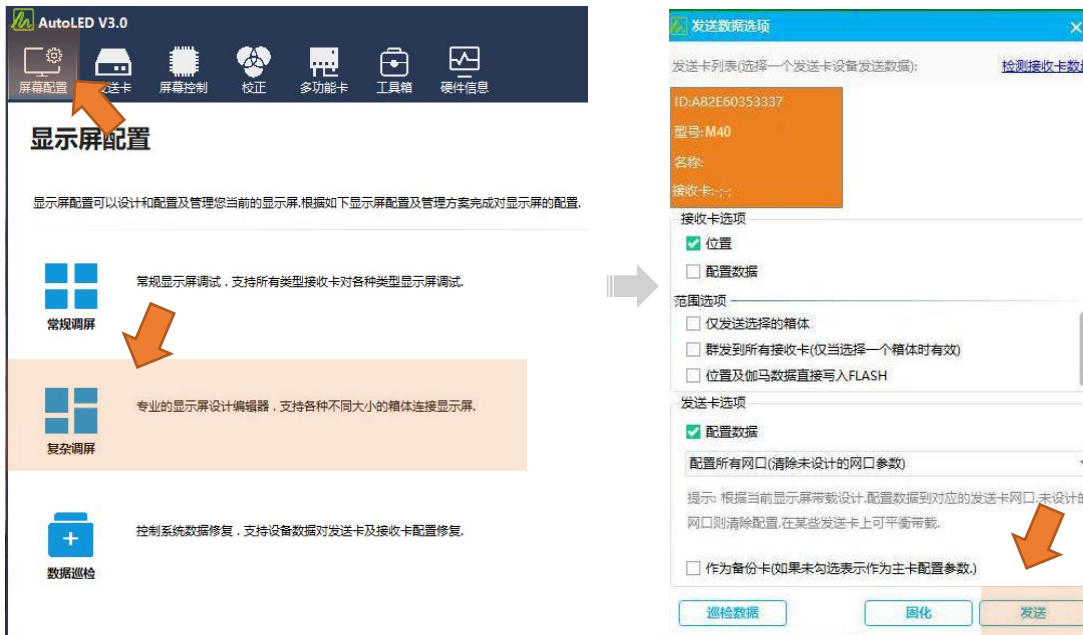 AutoLED V3.0
屏幕配置 发送卡 屏幕控制 校正 多功能卡 工具箱 硬件信息
显示屏配置
显示屏配置可以设计和配置及管理您当前的显示屏.根据如下显示屏配置及管理方案完成对显示屏的配置.
常规显示屏调试，支持所有类型接收卡对各种类型显示屏调试.
常规调屏
专业的显示屏设计编辑器，支持各种不同大小的箱体连接显示屏.
复杂调屏
控制系统数据修复，支持设备数据对发送卡及接收卡配置修复.
数据巡检
发送数据选项
发送卡列表(选择一个发送卡设备发送数据):
检测接收卡数
ID:A82E60353337
型号:M40
名称:
接收卡:-;-;
接收卡选项
位置
配置数据
范围选项
仅发送选择的箱体
群发到所有接收卡(仅当选择一个箱体时有效)
位置及伽马数据直接写入FLASH
发送卡选项
配置数据
配置所有网口(清除未设计的网口参数)
提示: 根据当前显示屏带载设计,配置数据到对应的发送卡网口,未设计的
网口则清除配置,在某些发送卡上可平衡带载.
作为备份卡(如果未勾选表示作为主卡配置参数.)
巡检数据 固化 发送